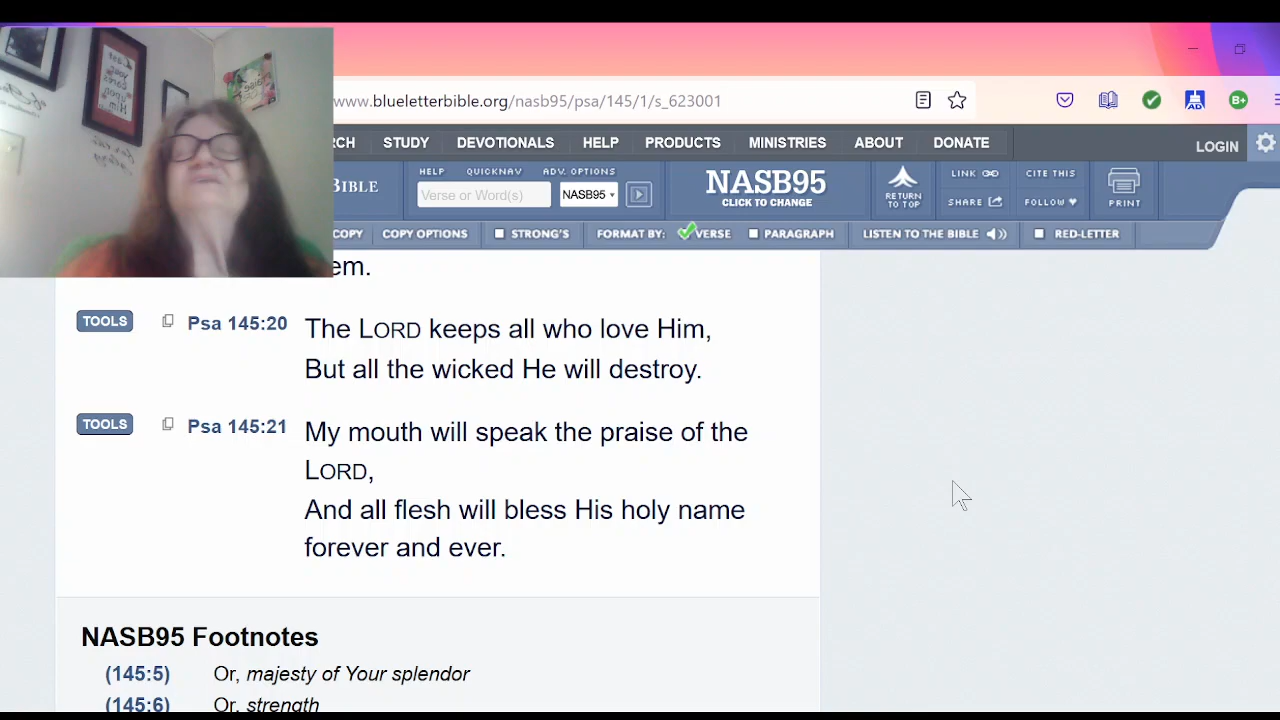 www.blueletterbible.org/nasb95/psa/145/1/s_623001
AD
B+
RCH STUDY DEVOTIONALS HELP PRODUCTS MINISTRIES ABOUT DONATE
LOGIN
BIBLE
HELP QUICKNAV ADV. OPTIONS
Verse or Word(s)
NASB95
NASB95
CLICK TO CHANGE
RETURN
TO TOP
LINK
CITE THIS
SHARE
FOLLOW
PRINT
COPY COPY OPTIONS STRONG'S FORMAT BY: VERSE PARAGRAPH LISTEN TO THE BIBLE RED-LETTER
em.
TOOLS Psa 145:20 The LORD keeps all who love Him,
But all the wicked He will destroy.
TOOLS Psa 145:21 My mouth will speak the praise of the
LORD,
And all flesh will bless His holy name
forever and ever.
NASB95 Footnotes
(145:5) Or, majesty of Your splendor
(145:6) Or, strength